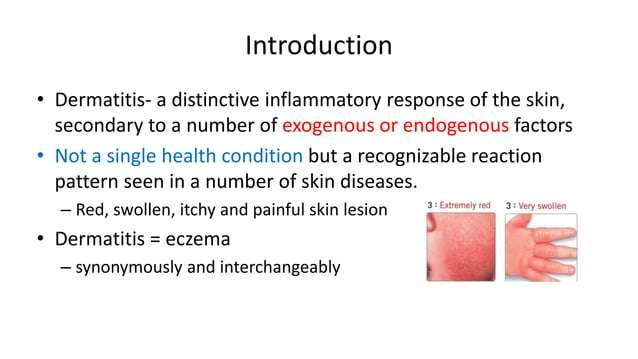 Introduction
• Dermatitis- a distinctive inflammatory response of the skin,
secondary to a number of exogenous or endogenous factors
• Not a single health condition but a recognizable reaction
pattern seen in a number of skin diseases.
– Red, swollen, itchy and painful skin lesion
3 : Extremely red
3 : Very swollen
• Dermatitis = eczema
– synonymously and interchangeably